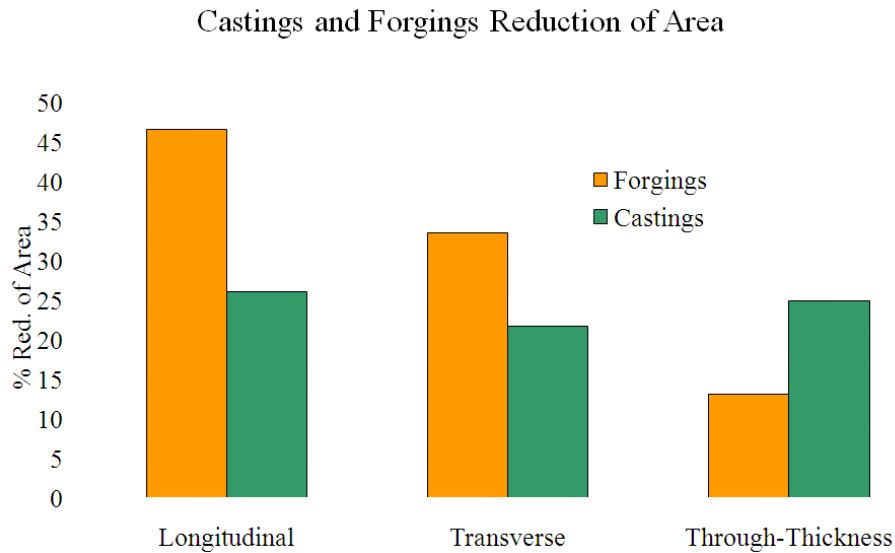 Castings and Forgings Reduction of Area
% Red. of Area
50
45
40
35
30
25
20
15
10
5
0
Forgings
Castings
Longitudinal
Transverse
Through-Thickness